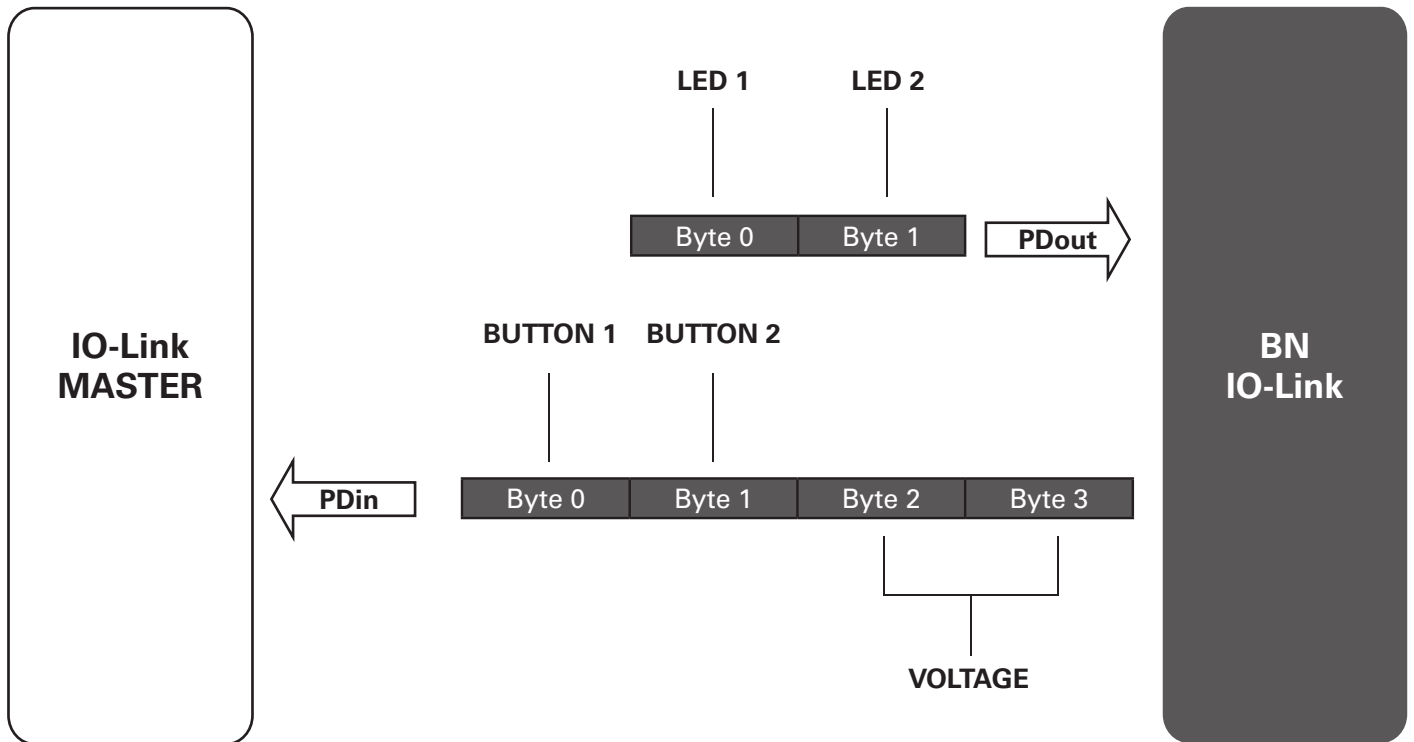 LED 1 LED 2
Byte 0 Byte 1 PDout
BUTTON 1 BUTTON 2
IO-Link
MASTER
BN
IO-Link
PDin Byte 0 Byte 1 Byte 2 Byte 3
VOLTAGE